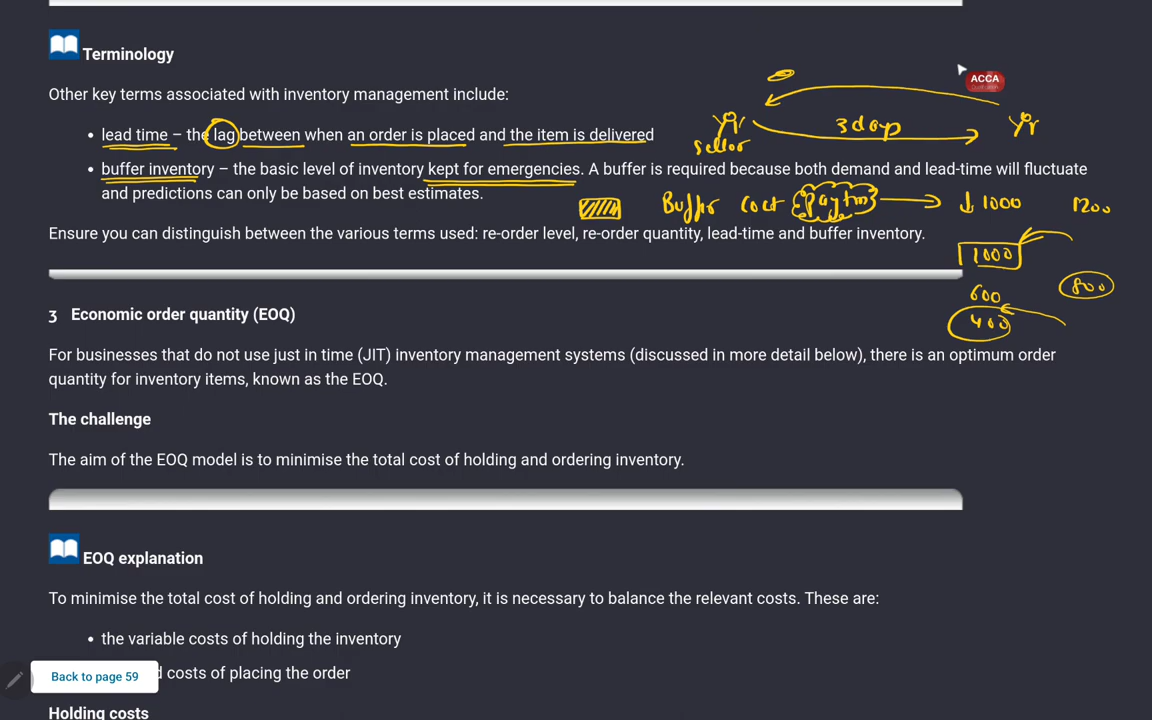 Terminology
Other key terms associated with inventory management include:
ACCA
• lead time – the lag between when an order is placed and the item is delivered
3 days
seller
• buffer inventory – the basic level of inventory kept for emergencies. A buffer is required because both demand and lead-time will fluctuate
and predictions can only be based on best estimates.
Buffer
1000
1200
Ensure you can distinguish between the various terms used: re-order level, re-order quantity, lead-time and buffer inventory.
1000
800
600
400
3 Economic order quantity (EOQ)
For businesses that do not use just in time (JIT) inventory management systems (discussed in more detail below), there is an optimum order
quantity for inventory items, known as the EOQ.
The challenge
The aim of the EOQ model is to minimise the total cost of holding and ordering inventory.
EOQ explanation
To minimise the total cost of holding and ordering inventory, it is necessary to balance the relevant costs. These are:
• the variable costs of holding the inventory
costs of placing the order
Back to page 59
Holding costs